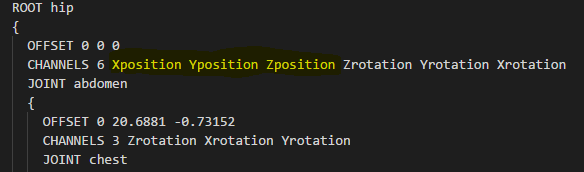 ROOT hip
{
OFFSET 0 0 0
CHANNELS 6 Xposition Yposition Zposition Zrotation Yrotation Xrotation
JOINT abdomen
{
OFFSET 0 20.6881 -0.73152
CHANNELS 3 Zrotation Xrotation Yrotation
JOINT chest